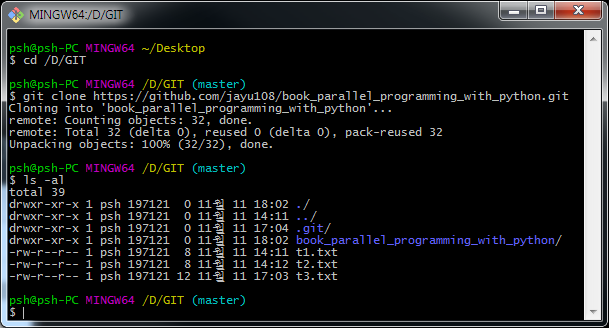 MINGW64:/D/GIT
psh@psh-PC MINGW64 ~/Desktop
$ cd /D/GIT
psh@psh-PC MINGW64 /D/GIT (master)
$ git clone https://github.com/jayu108/book_parallel_programming_with_python.git
Cloning into 'book_parallel_programming_with_python'...
remote: Counting objects: 32, done.
remote: Total 32 (delta 0), reused 0 (delta 0), pack-reused 32
Unpacking objects: 100% (32/32), done.
psh@psh-PC MINGW64 /D/GIT (master)
$ ls -al
total 39
drwxr-xr-x 1 psh 197121 0 11월 11 18:02 ./
drwxr-xr-x 1 psh 197121 0 11월 11 14:11 ../
drwxr-xr-x 1 psh 197121 0 11월 11 17:04 .git/
drwxr-xr-x 1 psh 197121 0 11월 11 18:02 book_parallel_programming_with_python/
-rw-r--r-- 1 psh 197121 8 11월 11 14:11 t1.txt
-rw-r--r-- 1 psh 197121 8 11월 11 14:12 t2.txt
-rw-r--r-- 1 psh 197121 12 11월 11 17:03 t3.txt
psh@psh-PC MINGW64 /D/GIT (master)
$